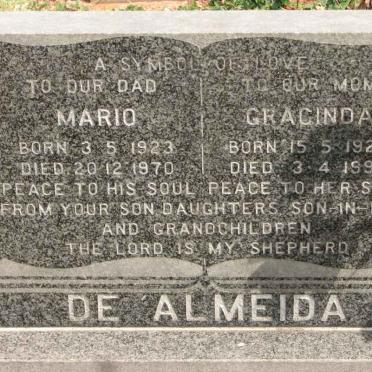 A SYMBOL OF LOVE
TO OUR DAD TO OUR MOM
MARIO GRACINDA
BORN 3 5 1923 BORN 15 5 192
DIED 20 12 1970 DIED 3 4 199
PEACE TO HIS SOUL PEACE TO HER S
FROM YOUR SON DAUGHTERS, SON-IN-
AND GRANDCHILDREN
THE LORD IS MY SHEPHERD
DE ALMEIDA